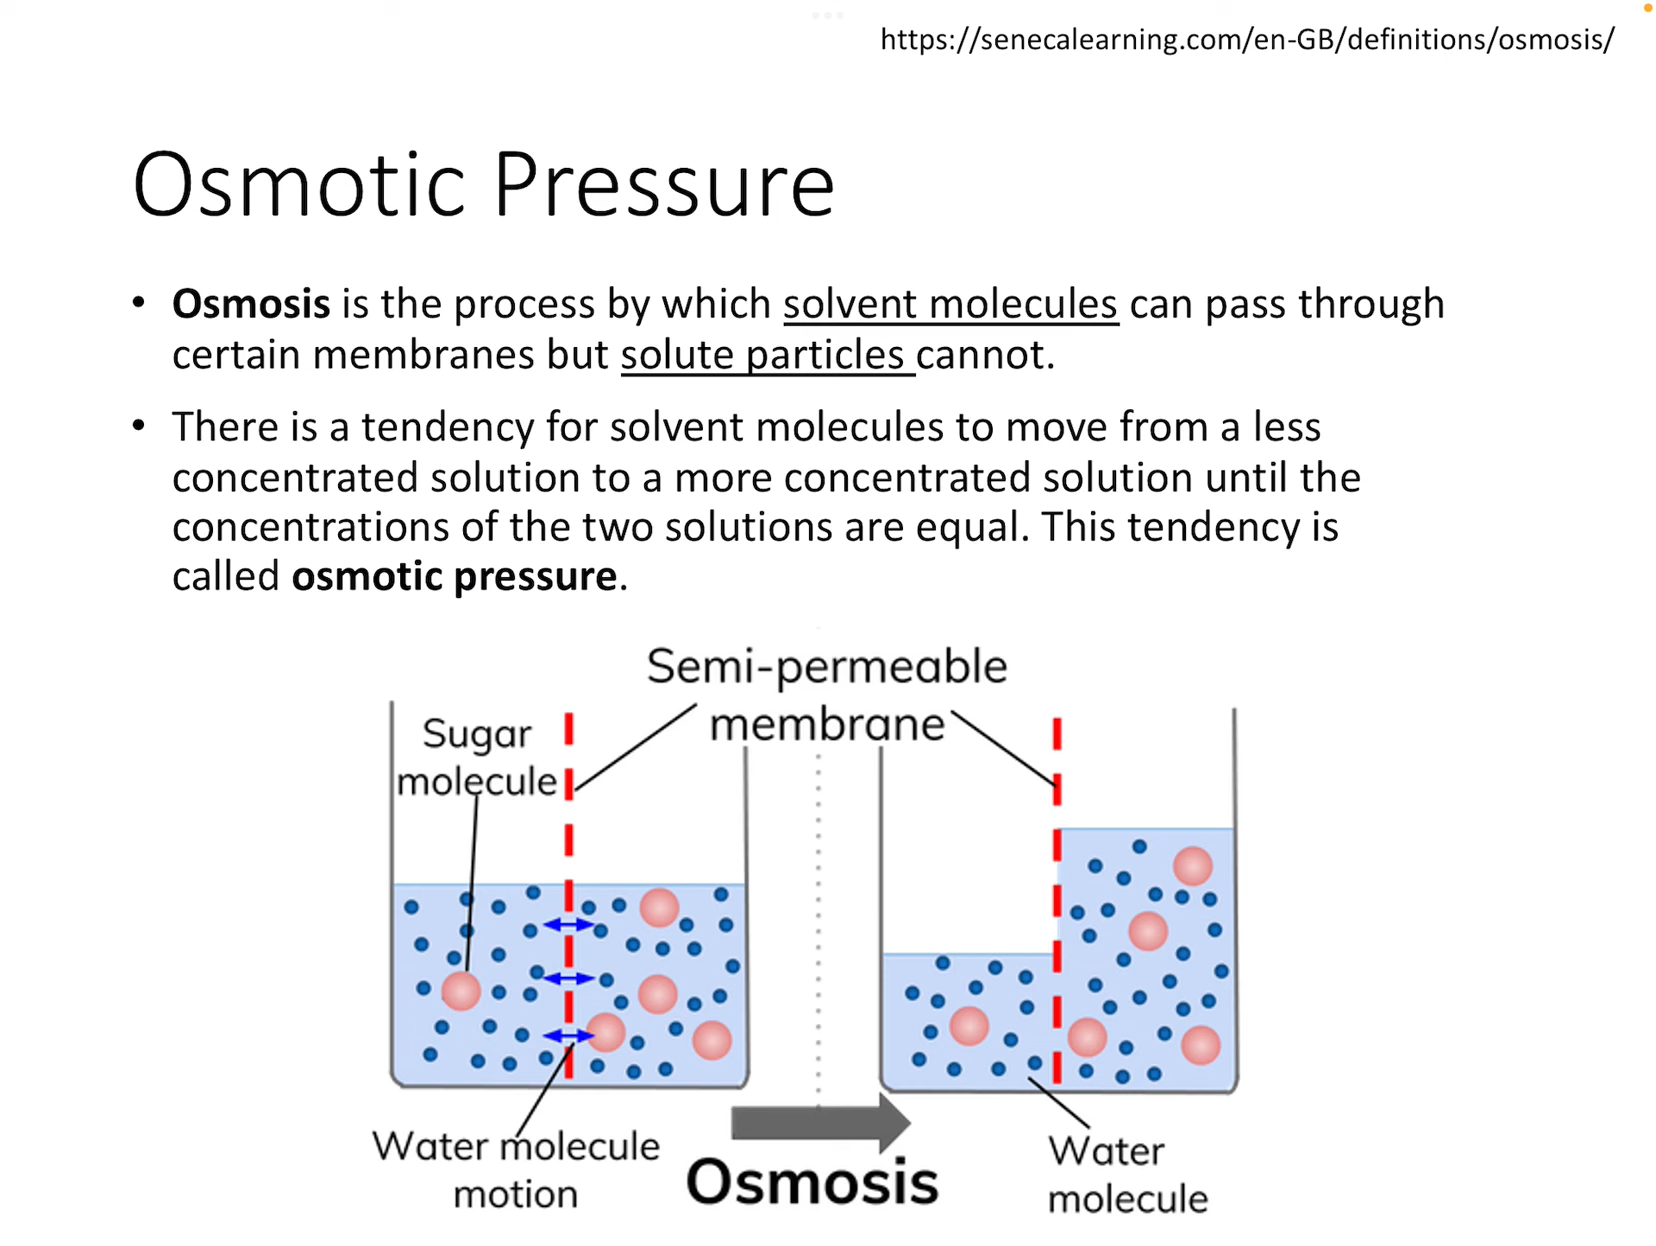 https://senecalearning.com/en-GB/definitions/osmosis/
Osmotic Pressure
• Osmosis is the process by which solvent molecules can pass through
certain membranes but solute particles cannot.
• There is a tendency for solvent molecules to move from a less
concentrated solution to a more concentrated solution until the
concentrations of the two solutions are equal. This tendency is
called osmotic pressure.
Semi-permeable
membrane
Sugar
molecule
Water molecule
motion
Osmosis
Water
molecule